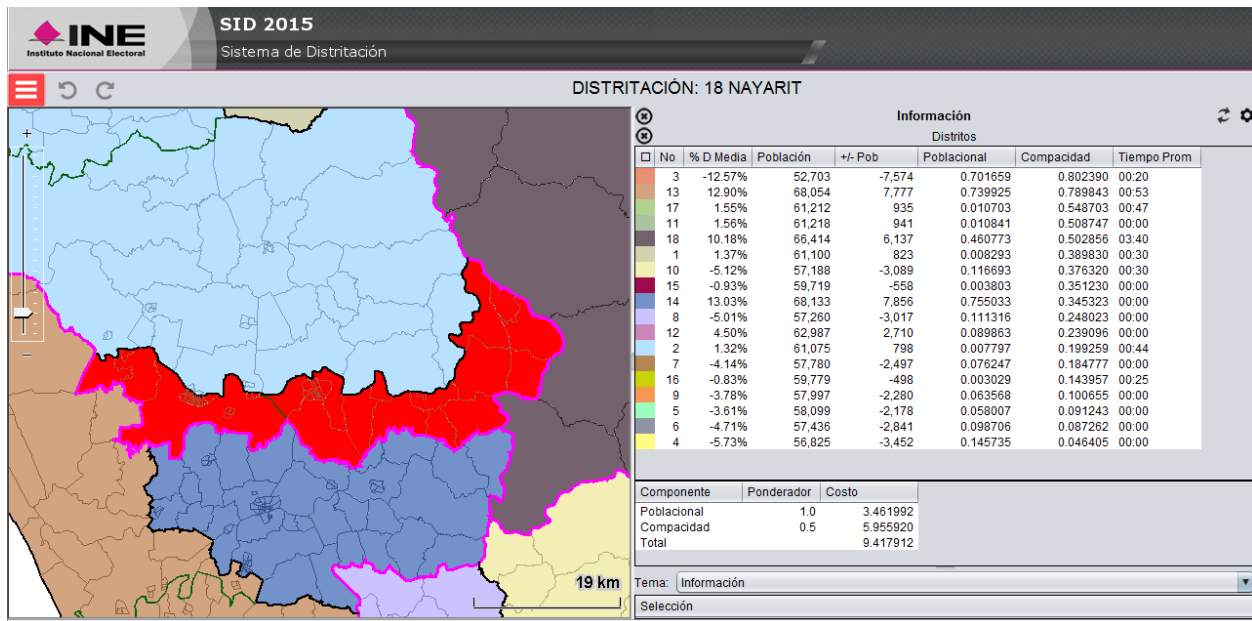 INE
Instituto Nacional Electoral
SID 2015
Sistema de Distritación
DISTRITACIÓN: 18 NAYARIT
+
−
19 km
Información
Distritos
No % D Media Población +/- Pob Poblacional Compacidad Tiempo Prom
3 -12.57% 52,703 -7,574 0.701659 0.802390 00:20
13 12.90% 68,054 7,777 0.739925 0.789843 00:53
17 1.55% 61,212 935 0.010703 0.548703 00:47
11 1.56% 61,218 941 0.010841 0.508747 00:00
18 10.18% 66,414 6,137 0.460773 0.502856 03:40
1 1.37% 61,100 823 0.008293 0.389830 00:30
10 -5.12% 57,188 -3,089 0.116693 0.376320 00:30
15 -0.93% 59,719 -558 0.003803 0.351230 00:00
14 13.03% 68,133 7,856 0.755033 0.345323 00:00
8 -5.01% 57,260 -3,017 0.111316 0.248023 00:00
12 4.50% 62,987 2,710 0.089863 0.239096 00:00
2 1.32% 61,075 798 0.007797 0.199259 00:44
7 -4.14% 57,780 -2,497 0.076247 0.184777 00:00
16 -0.83% 59,779 -498 0.003029 0.143957 00:25
9 -3.78% 57,997 -2,280 0.063568 0.100655 00:00
5 -3.61% 58,099 -2,178 0.058007 0.091243 00:00
6 -4.71% 57,436 -2,841 0.098706 0.087262 00:00
4 -5.73% 56,825 -3,452 0.145735 0.046405 00:00
Componente Ponderador Costo
Poblacional 1.0 3.461992
Compacidad 0.5 5.955920
Total 9.417912
Tema: Información
Selección